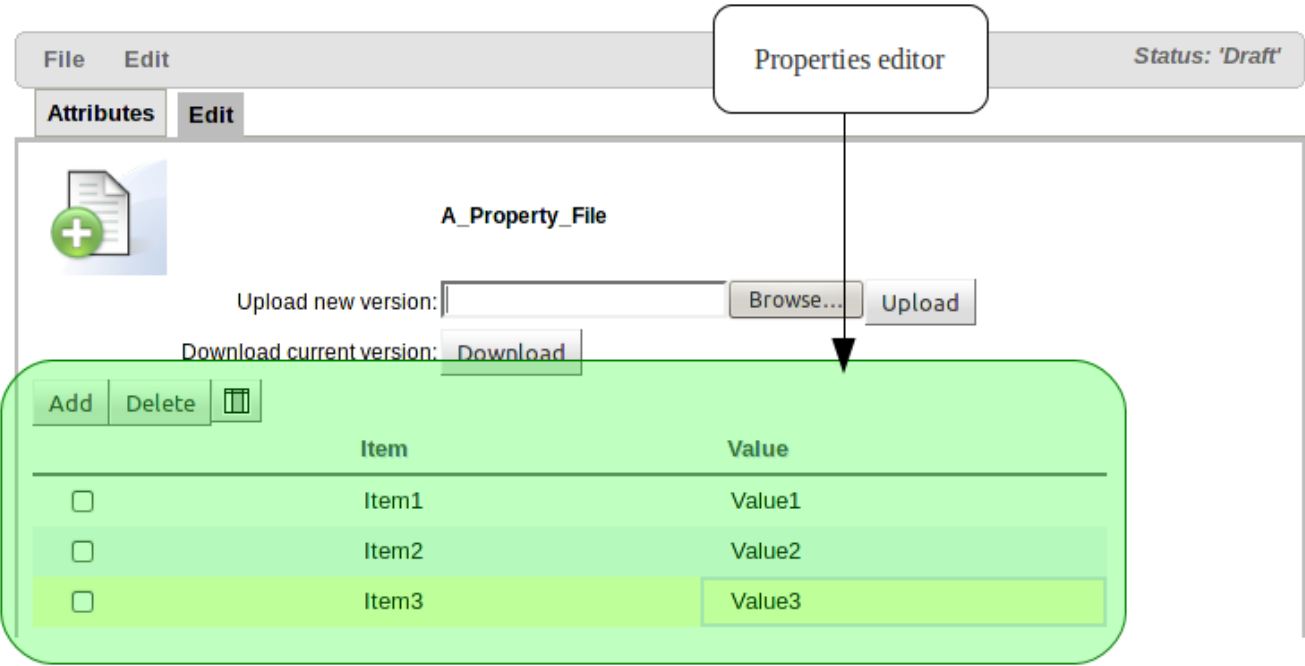 Properties editor
File Edit Status: 'Draft'
Attributes Edit
A_Property_File
Upload new version: Browse... Upload
Download current version: Download
Add Delete
Item Value
Item1 Value1
Item2 Value2
Item3 Value3